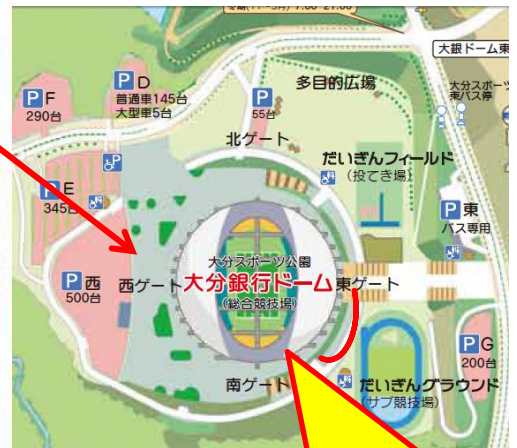 大銀ドーム東
P F
290台
P D
普通車145台
大型車5台
P
55台
多目的広場
大分スポーツ
東バス停
北ゲート
だいぎんフィールド
(投てき場)
P
P E
345台
P 東
バス専用
P 西
500台
西ゲート
大分スポーツ公園
大分銀行ドーム
(総合競技場)
東ゲート
P G
200台
南ゲート
だいぎんグラウンド
(サブ競技場)